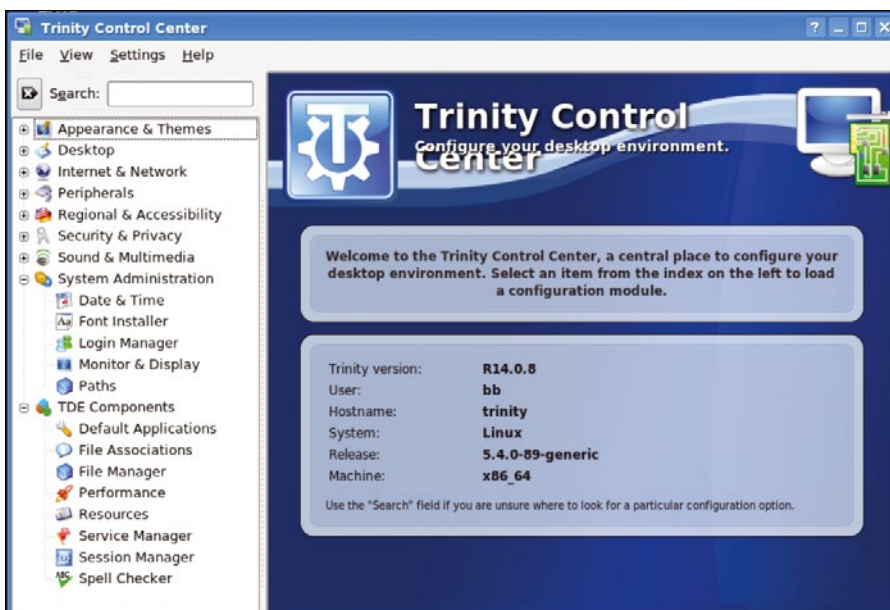 Trinity Control Center
File View Settings Help
Search:
Appearance & Themes
Desktop
Internet & Network
Peripherals
Regional & Accessibility
Security & Privacy
Sound & Multimedia
System Administration
Date & Time
Font Installer
Login Manager
Monitor & Display
Paths
TDE Components
Default Applications
File Associations
File Manager
Performance
Resources
Service Manager
Session Manager
Spell Checker
Trinity Control
Center
Configure your desktop environment.
Welcome to the Trinity Control Center, a central place to configure your
desktop environment. Select an item from the index on the left to load
a configuration module.
Trinity version: R14.0.8
User: bb
Hostname: trinity
System: Linux
Release: 5.4.0-89-generic
Machine: x86_64
Use the "Search" field if you are unsure where to look for a particular configuration option.